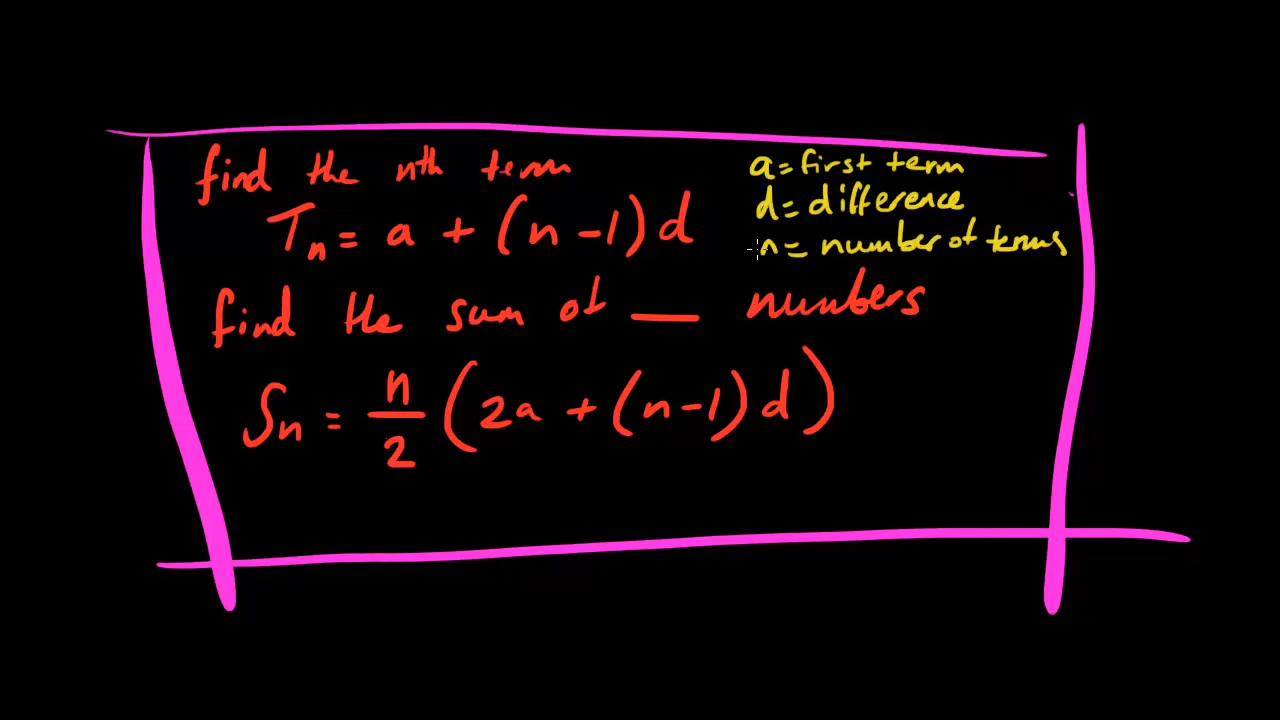 find the nth term
a = first term
Tn = a + (n - 1) d
d = difference
n = number of terms
find the sum of __ numbers
Sn = n/2 (2a + (n-1) d)